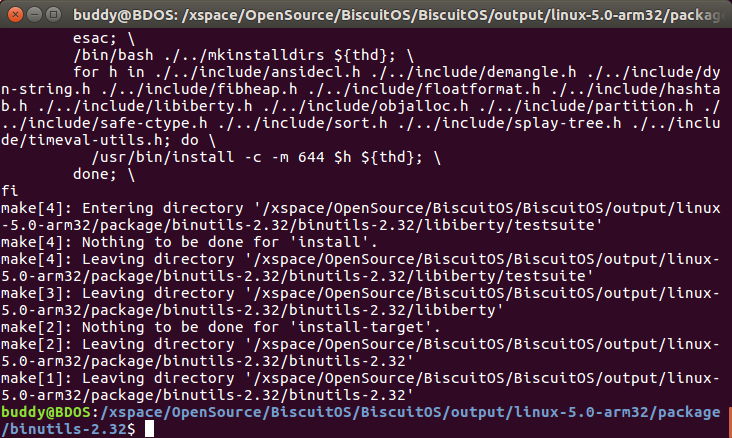 buddy@BDOS: /xspace/OpenSource/BiscuitOS/BiscuitOS/output/linux-5.0-arm32/package
        esac; \
        /bin/bash ./../mkinstalldirs ${thd}; \
        for h in ./../include/ansidecl.h ./../include/demangle.h ./../include/dy
n-string.h ./../include/fibheap.h ./../include/floatformat.h ./../include/hashta
b.h ./../include/libiberty.h ./../include/objalloc.h ./../include/partition.h ./
../include/safe-ctype.h ./../include/sort.h ./../include/splay-tree.h ./../inclu
de/timeval-utils.h; do \
          /usr/bin/install -c -m 644 $h ${thd}; \
        done; \
fi
make[4]: Entering directory '/xspace/OpenSource/BiscuitOS/BiscuitOS/output/linux
-5.0-arm32/package/binutils-2.32/binutils-2.32/libiberty/testsuite'
make[4]: Nothing to be done for 'install'.
make[4]: Leaving directory '/xspace/OpenSource/BiscuitOS/BiscuitOS/output/linux-
5.0-arm32/package/binutils-2.32/binutils-2.32/libiberty/testsuite'
make[3]: Leaving directory '/xspace/OpenSource/BiscuitOS/BiscuitOS/output/linux-
5.0-arm32/package/binutils-2.32/binutils-2.32/libiberty'
make[2]: Nothing to be done for 'install-target'.
make[2]: Leaving directory '/xspace/OpenSource/BiscuitOS/BiscuitOS/output/linux-
5.0-arm32/package/binutils-2.32/binutils-2.32'
make[1]: Leaving directory '/xspace/OpenSource/BiscuitOS/BiscuitOS/output/linux-
5.0-arm32/package/binutils-2.32/binutils-2.32'
buddy@BDOS:/xspace/OpenSource/BiscuitOS/BiscuitOS/output/linux-5.0-arm32/package
/binutils-2.32$